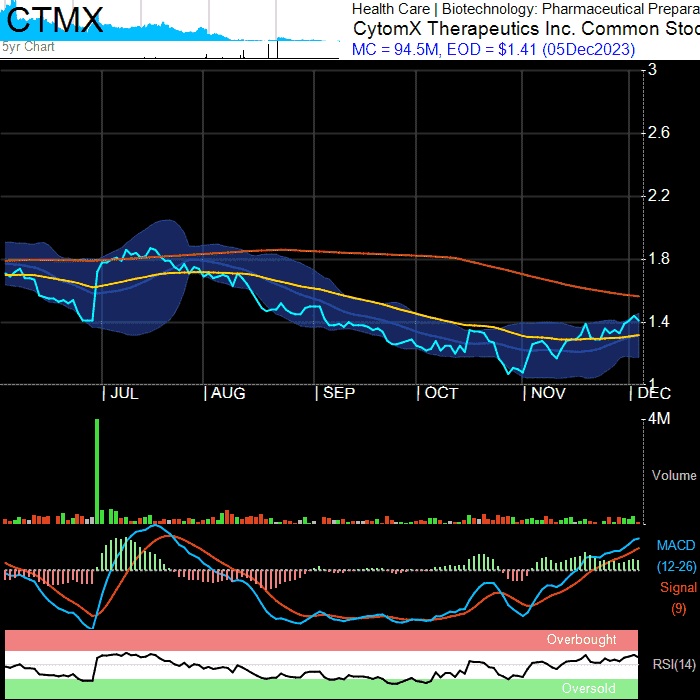 CTMX
5yr Chart
Health Care | Biotechnology: Pharmaceutical Prepara
CytomX Therapeutics Inc. Common Stoc
MC = 94.5M, EOD = $1.41 (05Dec2023)
3
2.6
2.2
1.8
1.4
1
| JUL | AUG | SEP | OCT | NOV | DEC
4M
Volume
MACD
(12-26)
Signal
(9)
Overbought
RSI(14)
Oversold